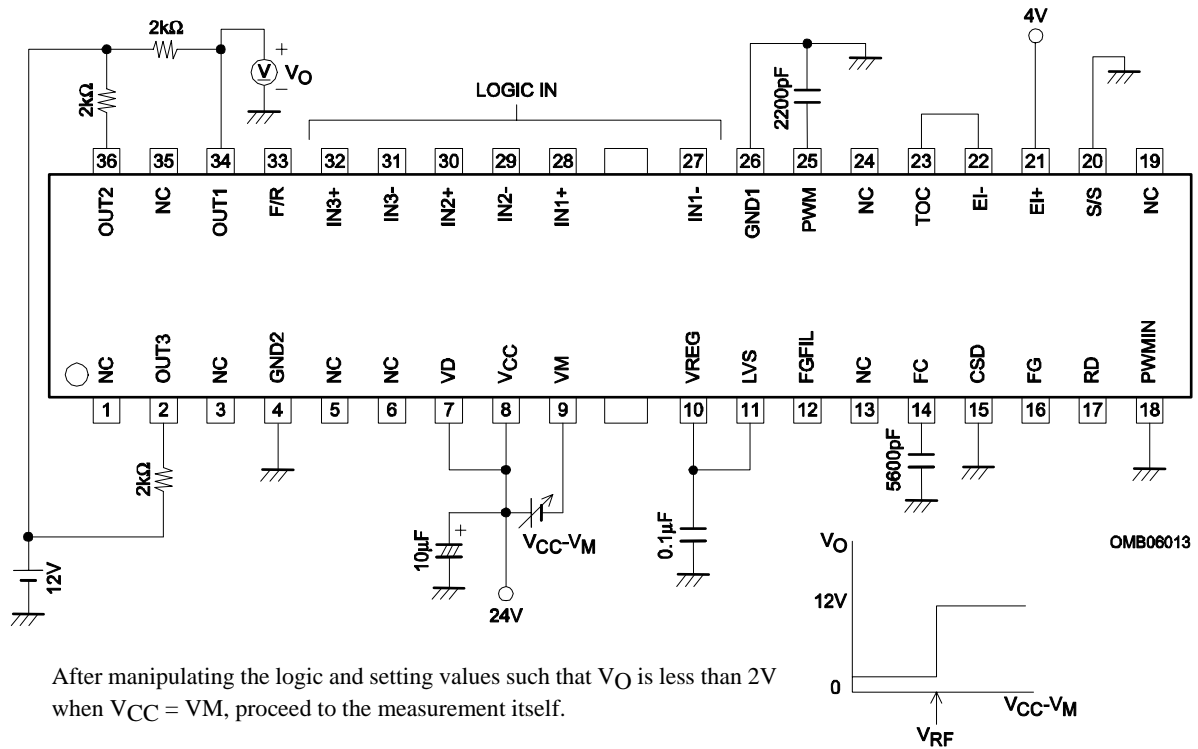 4V
2kΩ
+
V
VO
−
2kΩ
LOGIC IN
2200pF
36 35 34 33 32 31 30 29 28 27 26 25 24 23 22 21 20 19
OUT2 NC OUT1 F/R IN3+ IN3- IN2+ IN2- IN1+ IN1- GND1 PWM NC TOC EI- EI+ S/S NC
NC OUT3 NC GND2 NC NC VD VCC VM VREG LVS FGFIL NC FC CSD FG RD PWMIN
1 2 3 4 5 6 7 8 9 10 11 12 13 14 15 16 17 18
2kΩ
5600pF
+
10μF
VCC-VM
0.1μF
12V
24V
VO
OMB06013
12V
0
VCC-VM
VRF
After manipulating the logic and setting values such that VO is less than 2V
when VCC = VM, proceed to the measurement itself.